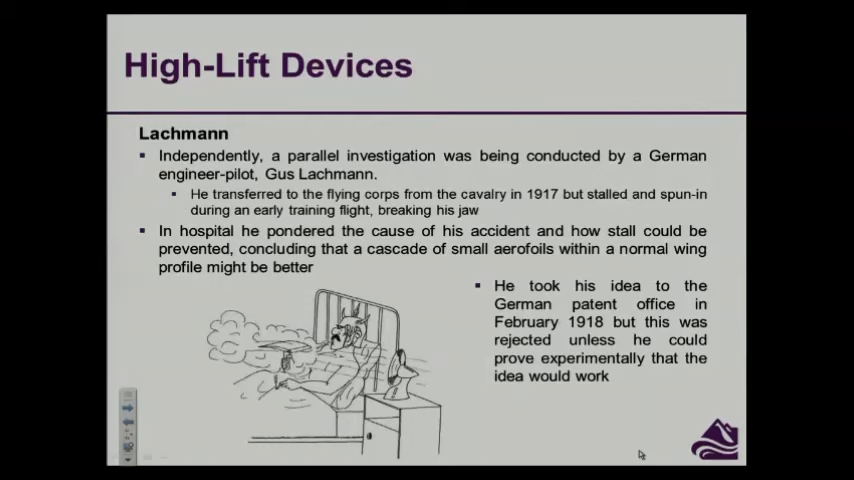 High-Lift Devices
Lachmann
Independently, a parallel investigation was being conducted by a German
engineer-pilot, Gus Lachmann.
He transferred to the flying corps from the cavalry in 1917 but stalled and spun-in
during an early training flight, breaking his jaw
In hospital he pondered the cause of his accident and how stall could be
prevented, concluding that a cascade of small aerofoils within a normal wing
profile might be better
He took his idea to the
German patent office in
February 1918 but this was
rejected unless he could
prove experimentally that the
idea would work